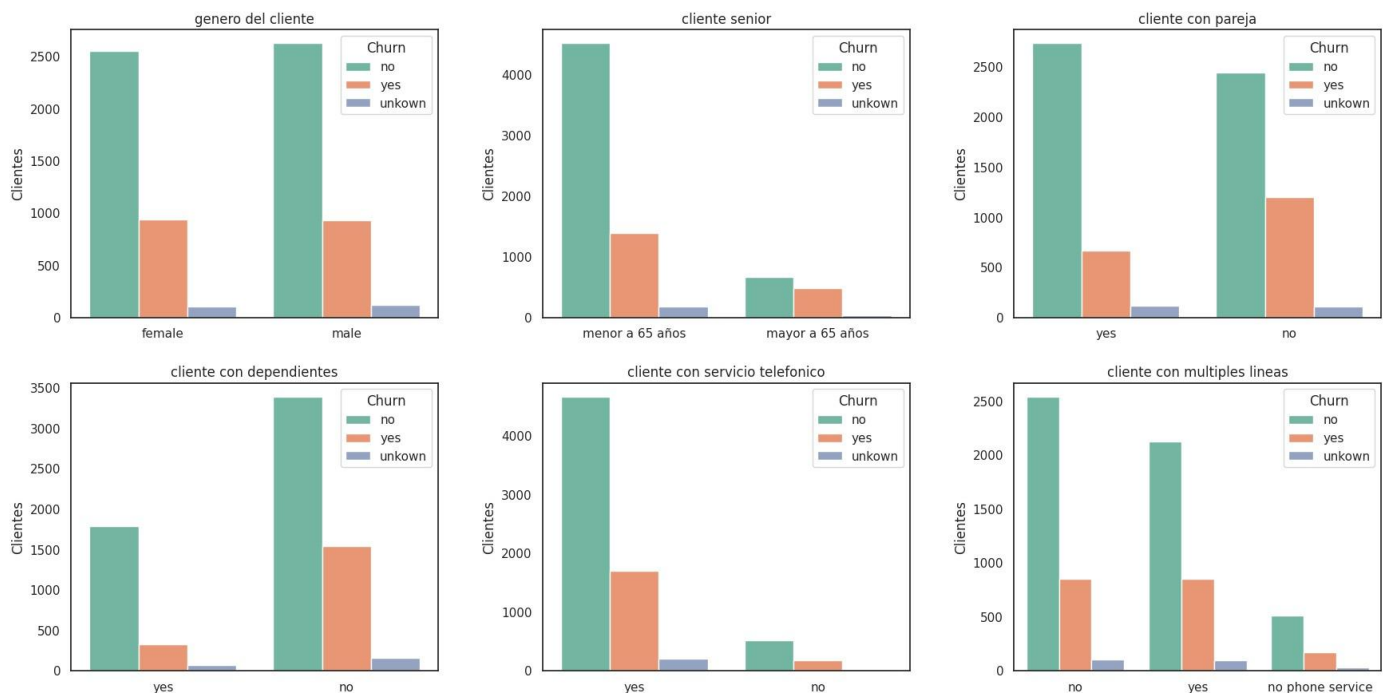 genero del cliente
Clientes
2500
2000
1500
1000
500
0
female male
Churn
no
yes
unkown
cliente senior
Clientes
4000
3000
2000
1000
0
menor a 65 años mayor a 65 años
Churn
no
yes
unkown
cliente con pareja
Clientes
2500
2000
1500
1000
500
0
yes no
Churn
no
yes
unkown
cliente con dependientes
Clientes
3500
3000
2500
2000
1500
1000
500
0
yes no
Churn
no
yes
unkown
cliente con servicio telefonico
Clientes
4000
3000
2000
1000
0
yes no
Churn
no
yes
unkown
cliente con multiples lineas
Clientes
2500
2000
1500
1000
500
0
no yes no phone service
Churn
no
yes
unkown